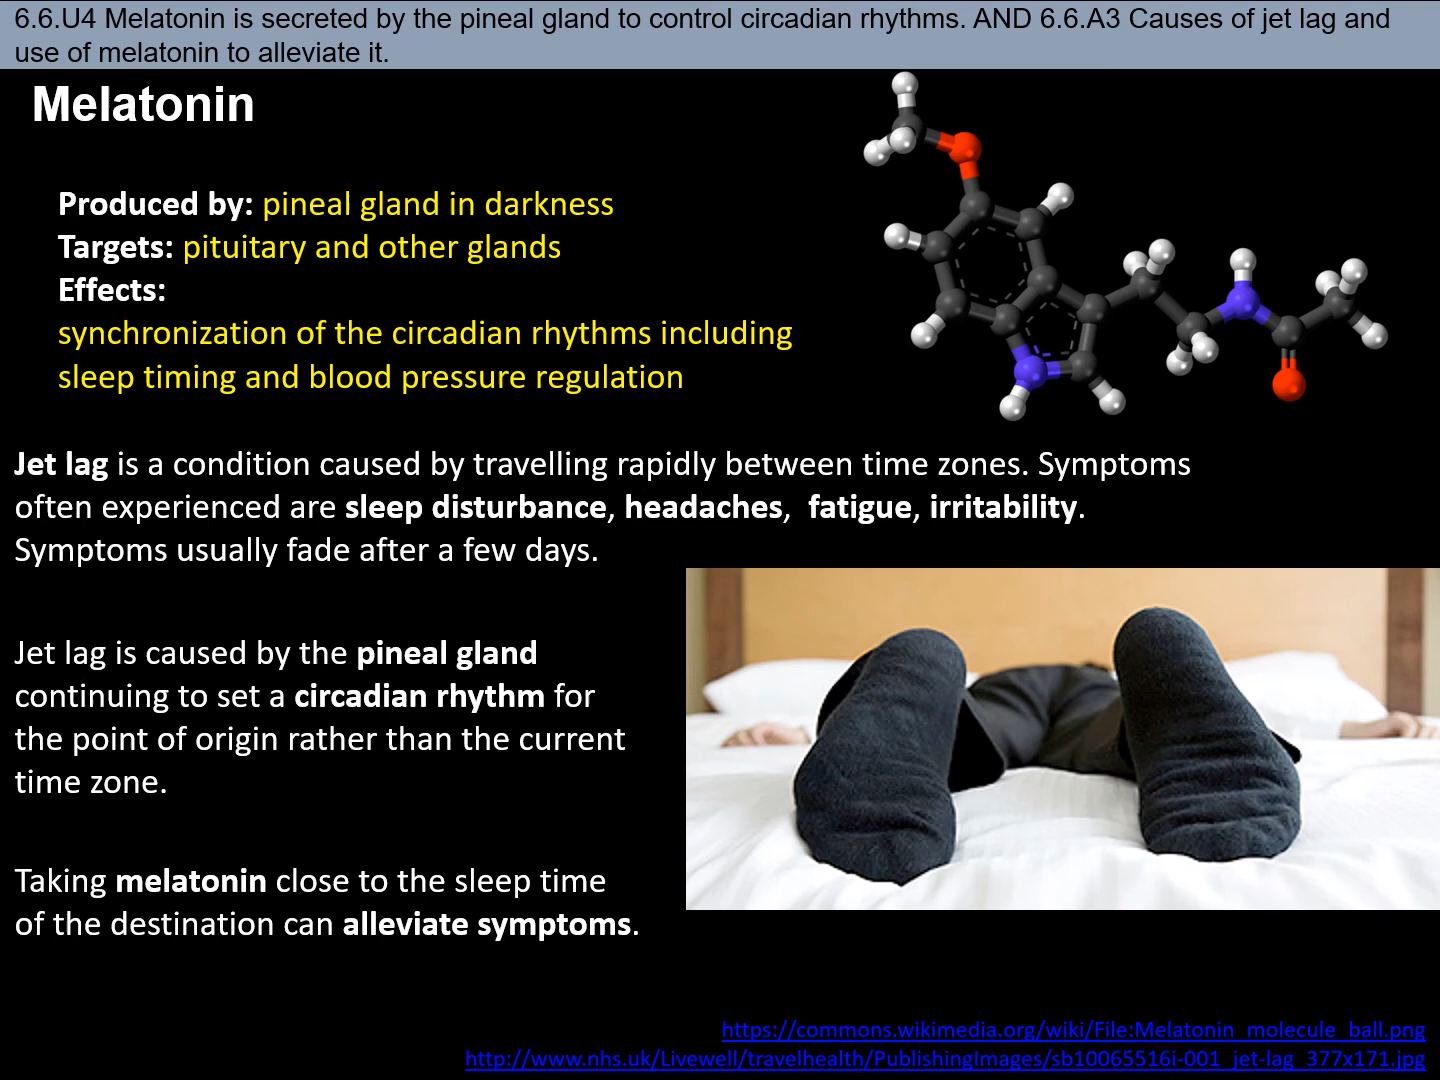 6.6.U4 Melatonin is secreted by the pineal gland to control circadian rhythms. AND 6.6.A3 Causes of jet lag and
use of melatonin to alleviate it.
Melatonin
Produced by: pineal gland in darkness
Targets: pituitary and other glands
Effects:
synchronization of the circadian rhythms including
sleep timing and blood pressure regulation
Jet lag is a condition caused by travelling rapidly between time zones. Symptoms
often experienced are sleep disturbance, headaches,  fatigue, irritability.
Symptoms usually fade after a few days.
Jet lag is caused by the pineal gland
continuing to set a circadian rhythm for
the point of origin rather than the current
time zone.
Taking melatonin close to the sleep time
of the destination can alleviate symptoms.
https://commons.wikimedia.org/wiki/File:Melatonin_molecule_ball.png
http://www.nhs.uk/Livewell/travelhealth/PublishingImages/sb10065516i-001_jet-lag_377x171.jpg